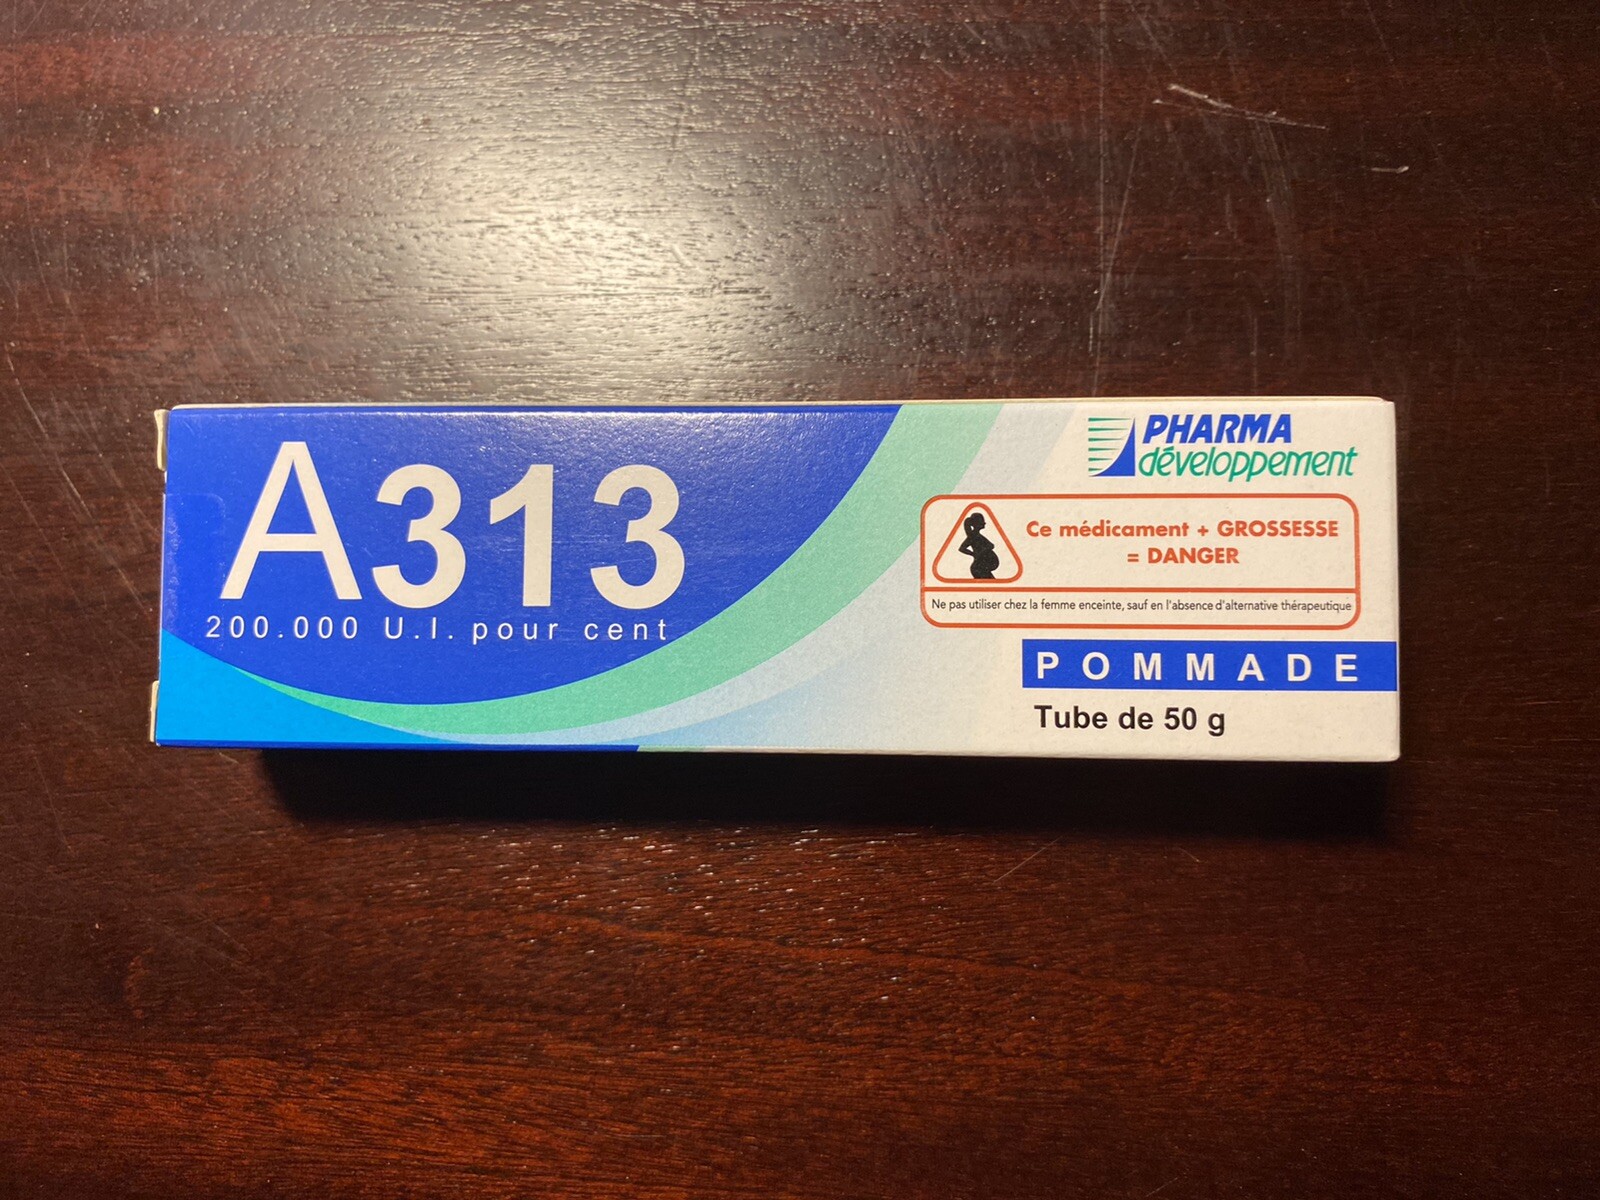 A313
200.000 U.I. pour cent
PHARMA
développement
Ce médicament + GROSSESSE
= DANGER
Ne pas utiliser chez la femme enceinte, sauf en l'absence d'alternative thérapeutique
POMMADE
Tube de 50 g